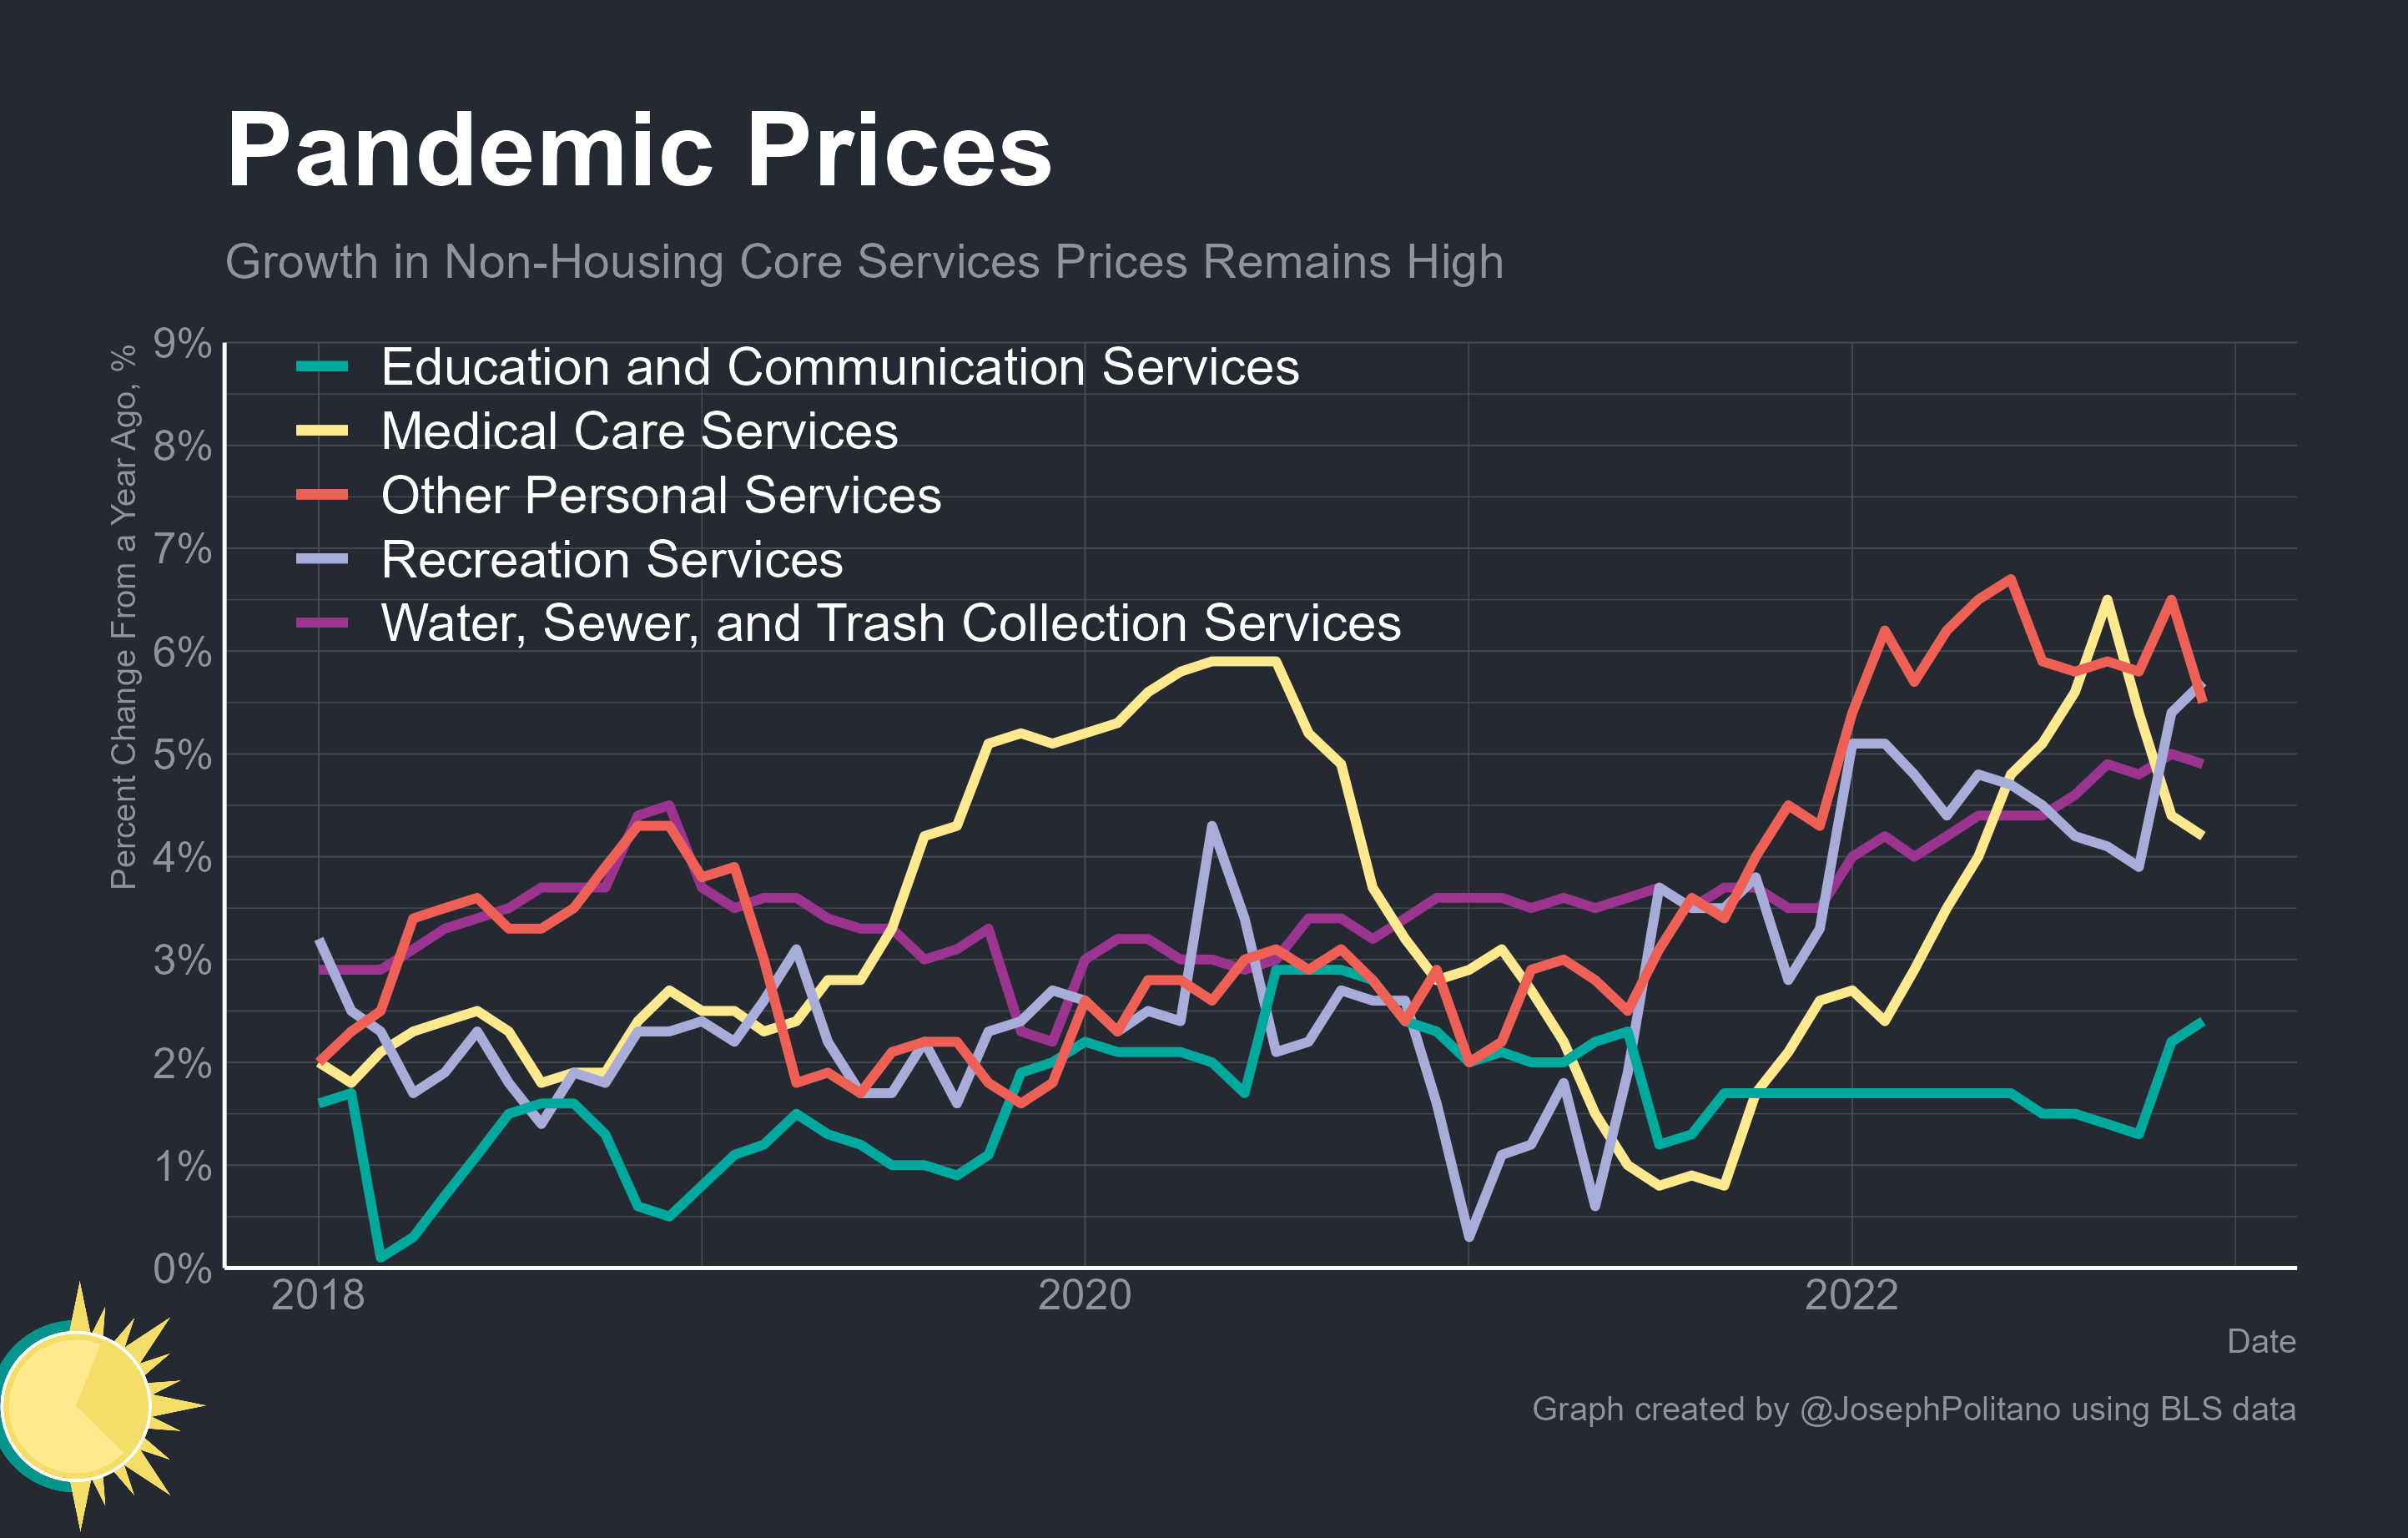 Pandemic Prices
Growth in Non-Housing Core Services Prices Remains High
Percent Change From a Year Ago, %
9%
8%
7%
6%
5%
4%
3%
2%
1%
0%
Education and Communication Services
Medical Care Services
Other Personal Services
Recreation Services
Water, Sewer, and Trash Collection Services
2018
2020
2022
Date
Graph created by @JosephPolitano using BLS data